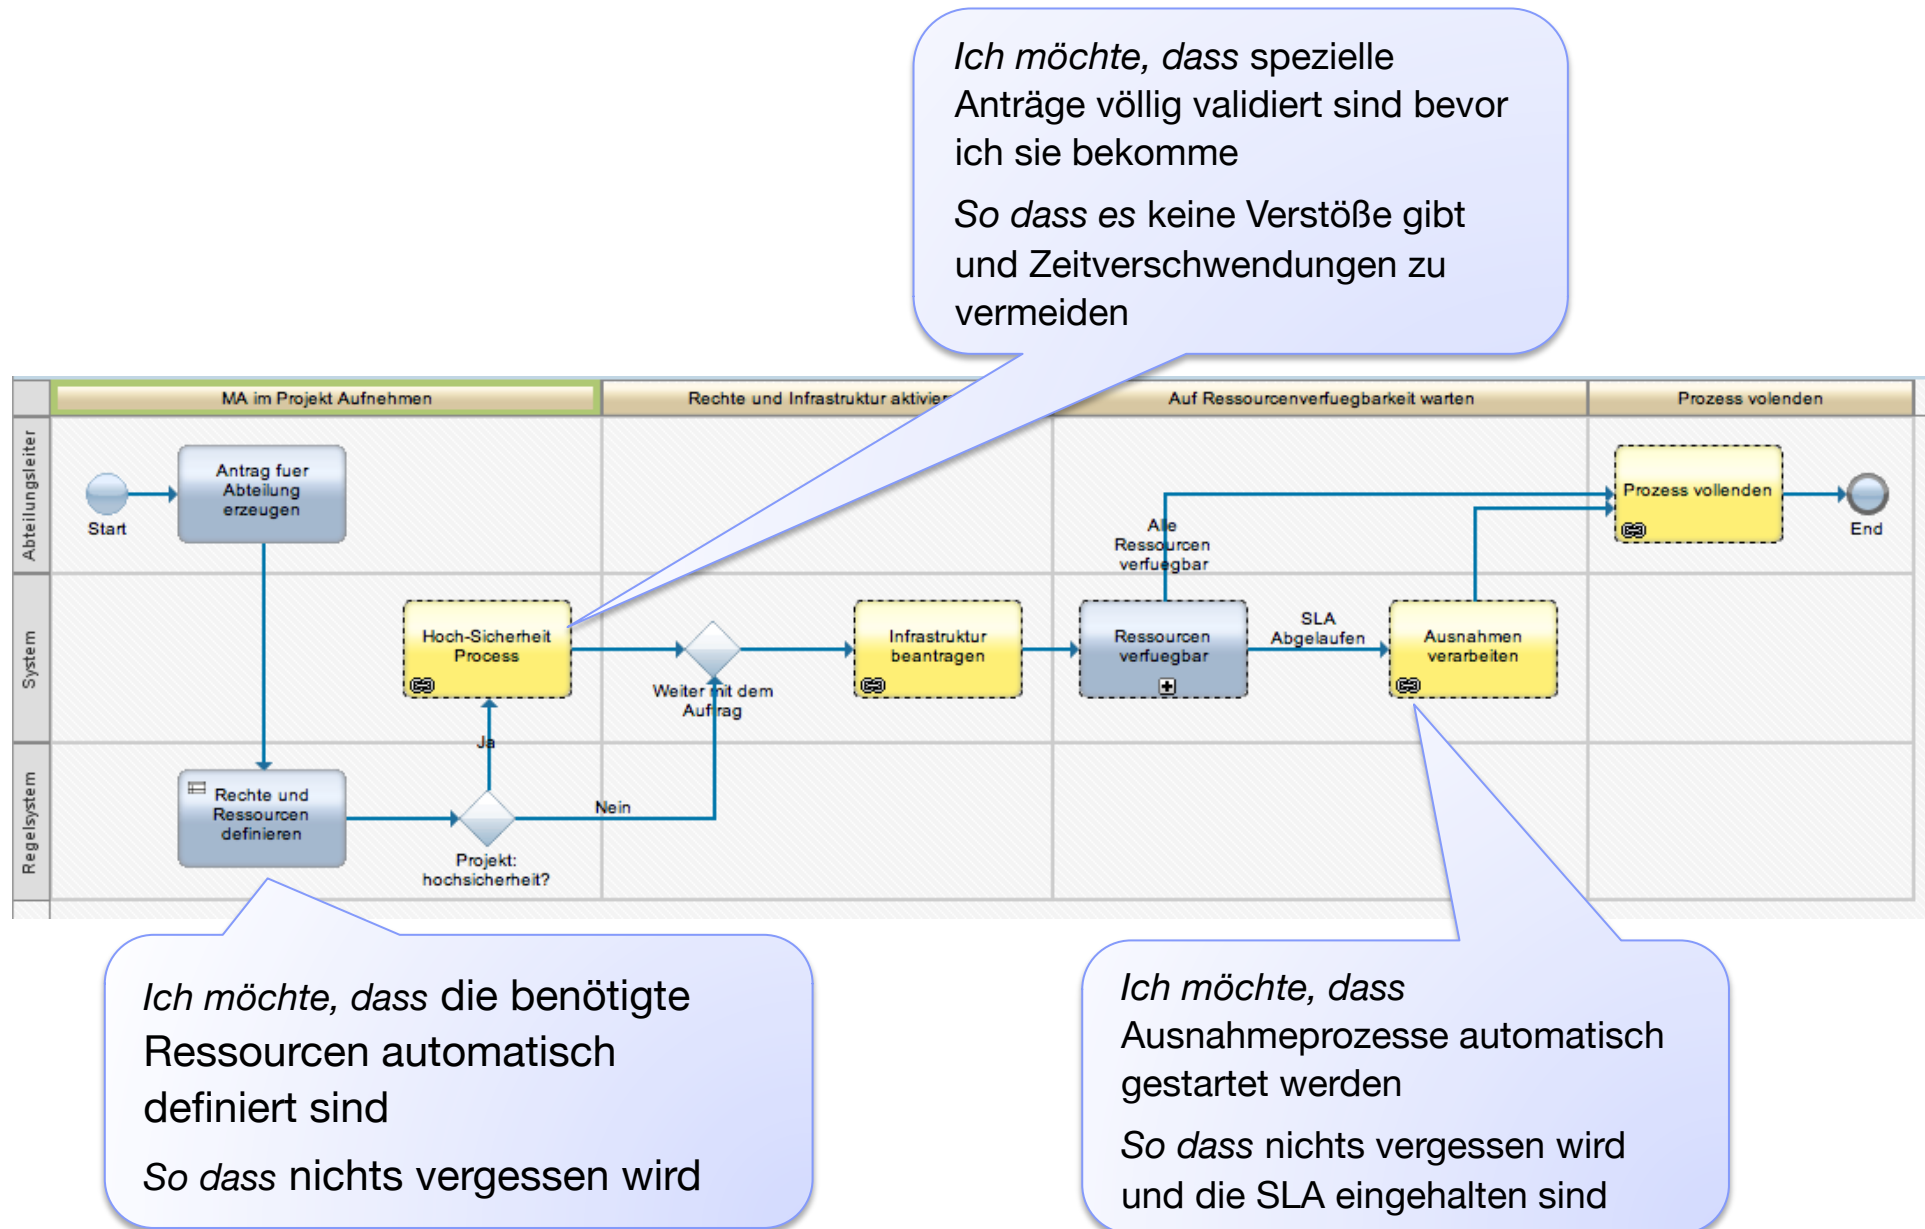 Ich möchte, dass spezielle
Anträge völlig validiert sind bevor
ich sie bekomme
So dass es keine Verstöße gibt
und Zeitverschwendungen zu
vermeiden
MA im Projekt Aufnehmen
Rechte und Infrastruktur aktivier
Auf Ressourcenverfuegbarkeit warten
Prozess volenden
Abteilungsleiter
Start
Antrag fuer
Abteilung
erzeugen
Alle
Ressourcen
verfuegbar
Prozess vollenden
End
System
Hoch-Sicherheit
Process
Weiter mit dem
Auftrag
Infrastruktur
beantragen
Ressourcen
verfuegbar
SLA
Abgelaufen
Ausnahmen
verarbeiten
Ja
Regelsystem
Rechte und
Ressourcen
definieren
Nein
Projekt:
hochsicherheit?
Ich möchte, dass die benötigte
Ressourcen automatisch
definiert sind
So dass nichts vergessen wird
Ich möchte, dass
Ausnahmeprozesse automatisch
gestartet werden
So dass nichts vergessen wird
und die SLA eingehalten sind